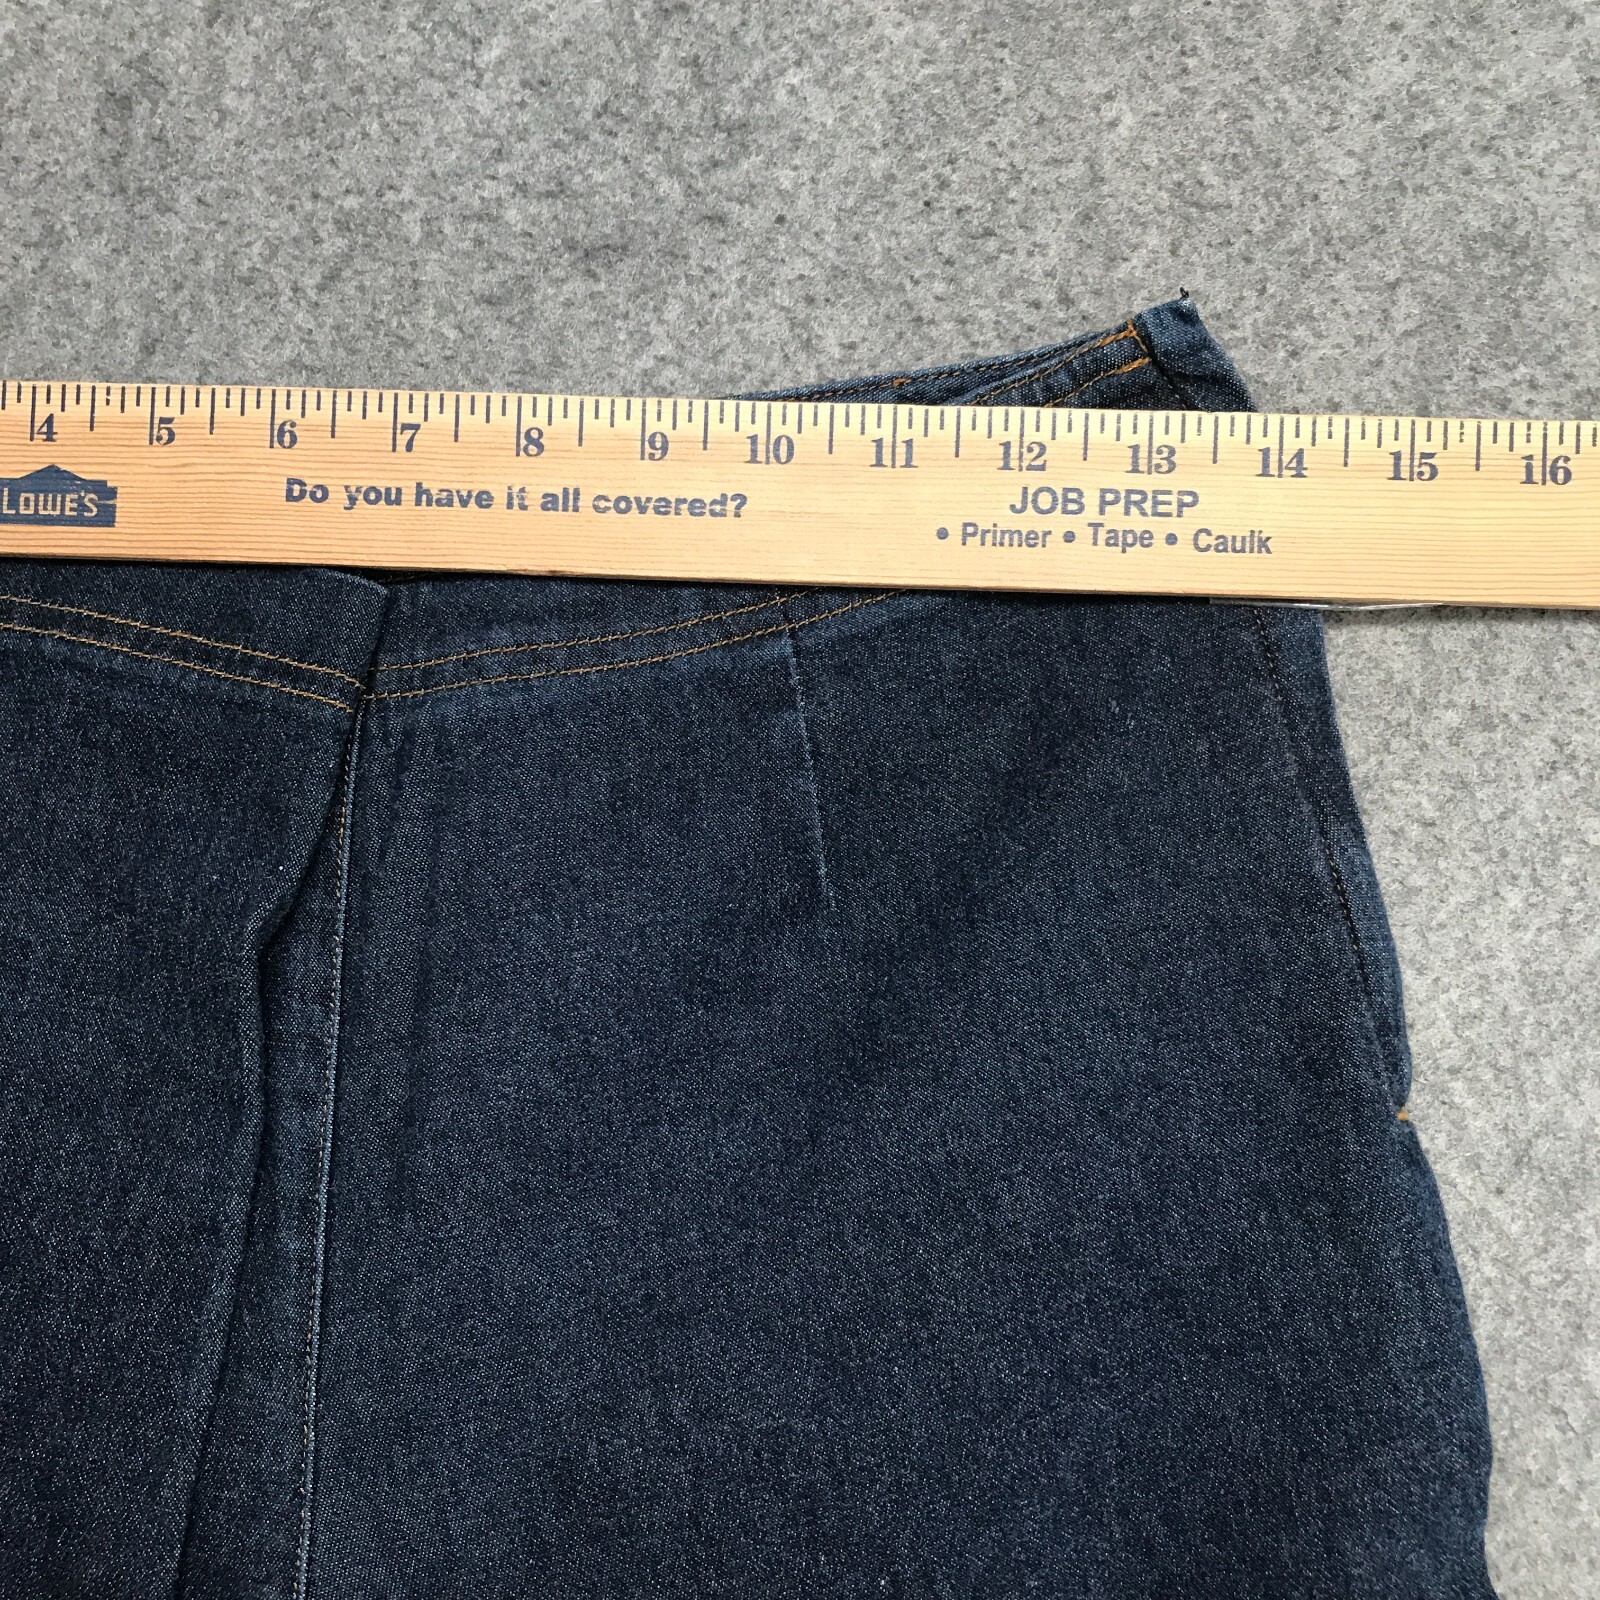 4 5 6 7 8 9 10 11 12 13 14 15 16
LOWE'S
Do you have it all covered?
JOB PREP
• Primer • Tape • Caulk